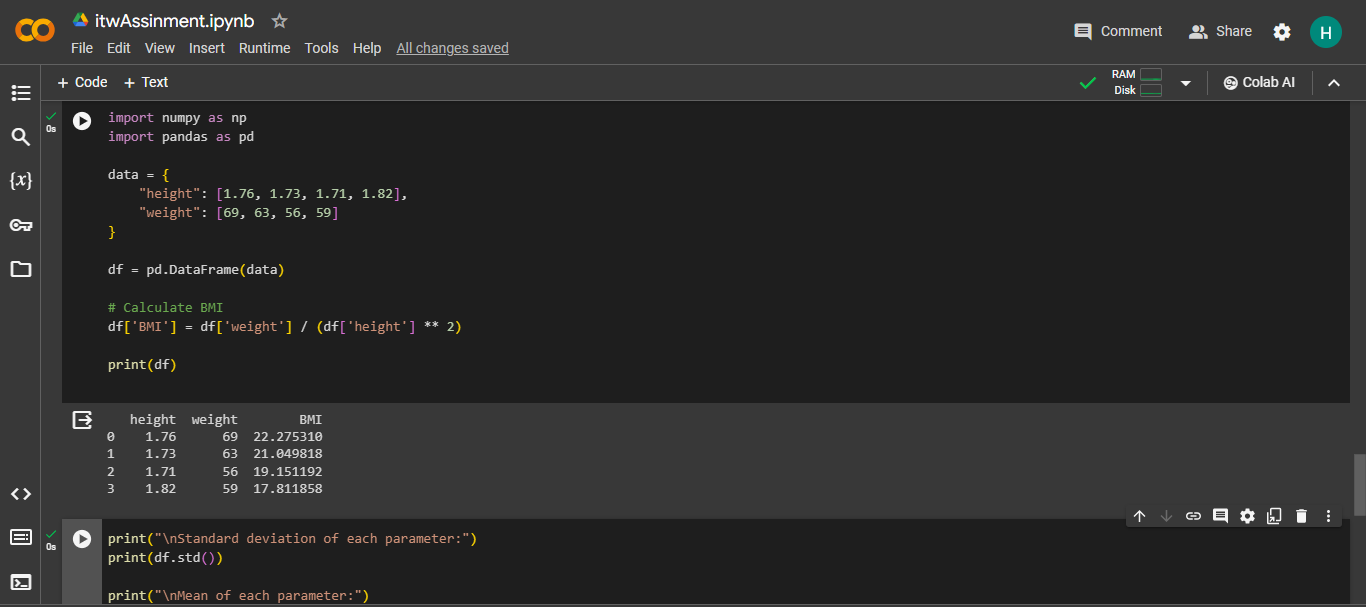 itwAssinment.ipynb
File Edit View Insert Runtime Tools Help All changes saved
Comment Share H
+ Code + Text
RAM
Disk
Colab AI
{x}
0s
import numpy as np
import pandas as pd
data = {
"height": [1.76, 1.73, 1.71, 1.82],
"weight": [69, 63, 56, 59]
}
df = pd.DataFrame(data)
# Calculate BMI
df['BMI'] = df['weight'] / (df['height'] ** 2)
print(df)
height weight BMI
0 1.76 69 22.275310
1 1.73 63 21.049818
2 1.71 56 19.151192
3 1.82 59 17.811858
0s
print("\nStandard deviation of each parameter:")
print(df.std())
print("\nMean of each parameter:")